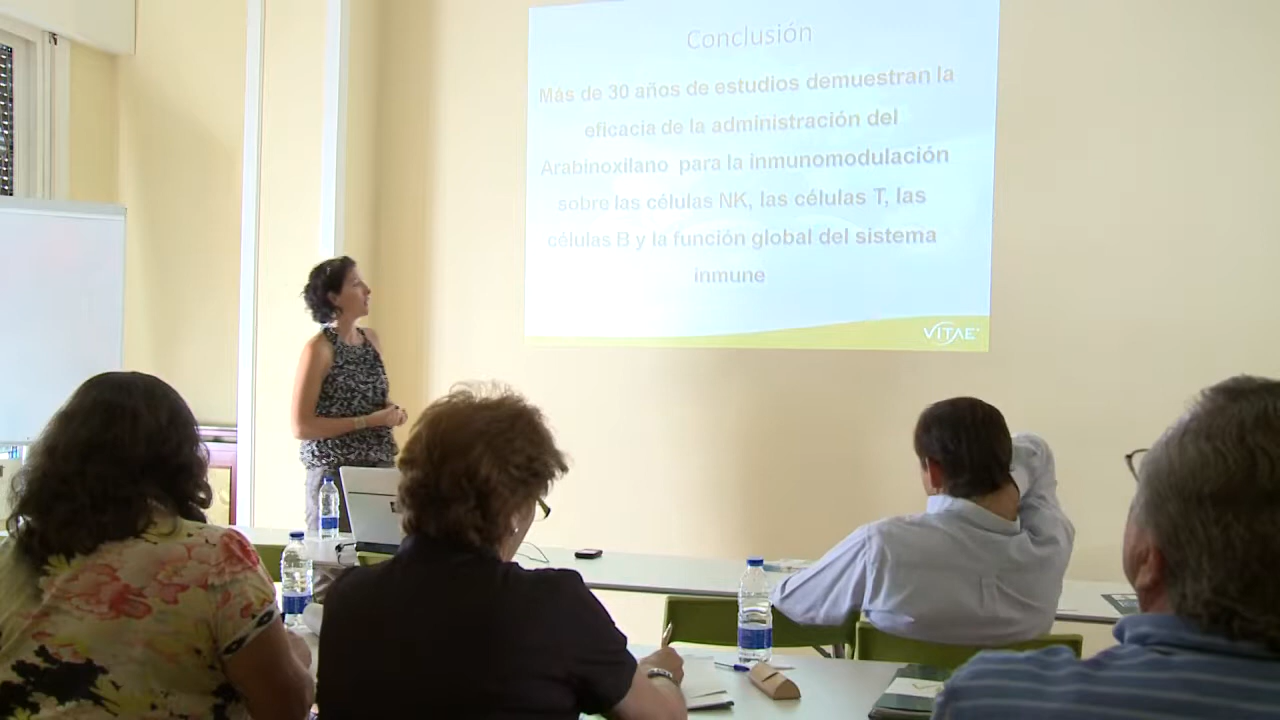 Conclusión
Más de 30 años de estudios demuestran la
eficacia de la administración del
Arabinoxilano para la inmunomodulación
sobre las células NK, las células T, las
células B y la función global del sistema
inmune
VITAE